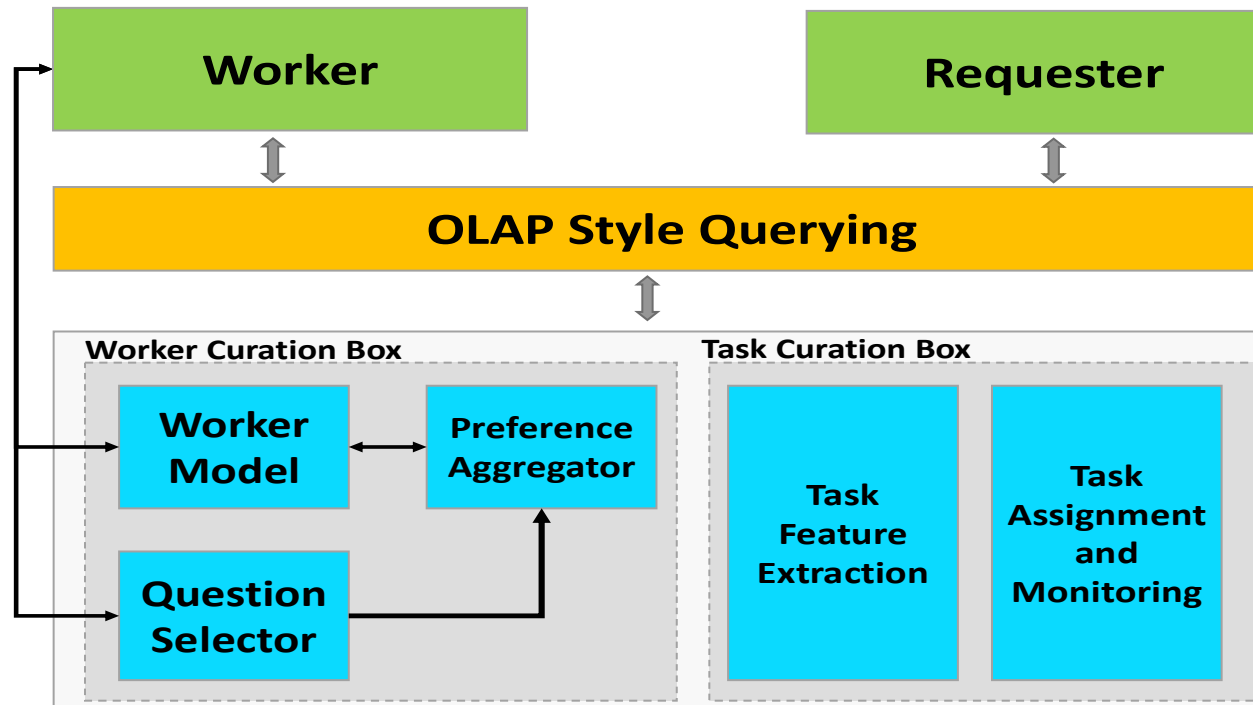 Worker
Requester
OLAP Style Querying
Worker Curation Box
Task Curation Box
Worker
Model
Preference
Aggregator
Question
Selector
Task
Feature
Extraction
Task
Assignment
and
Monitoring